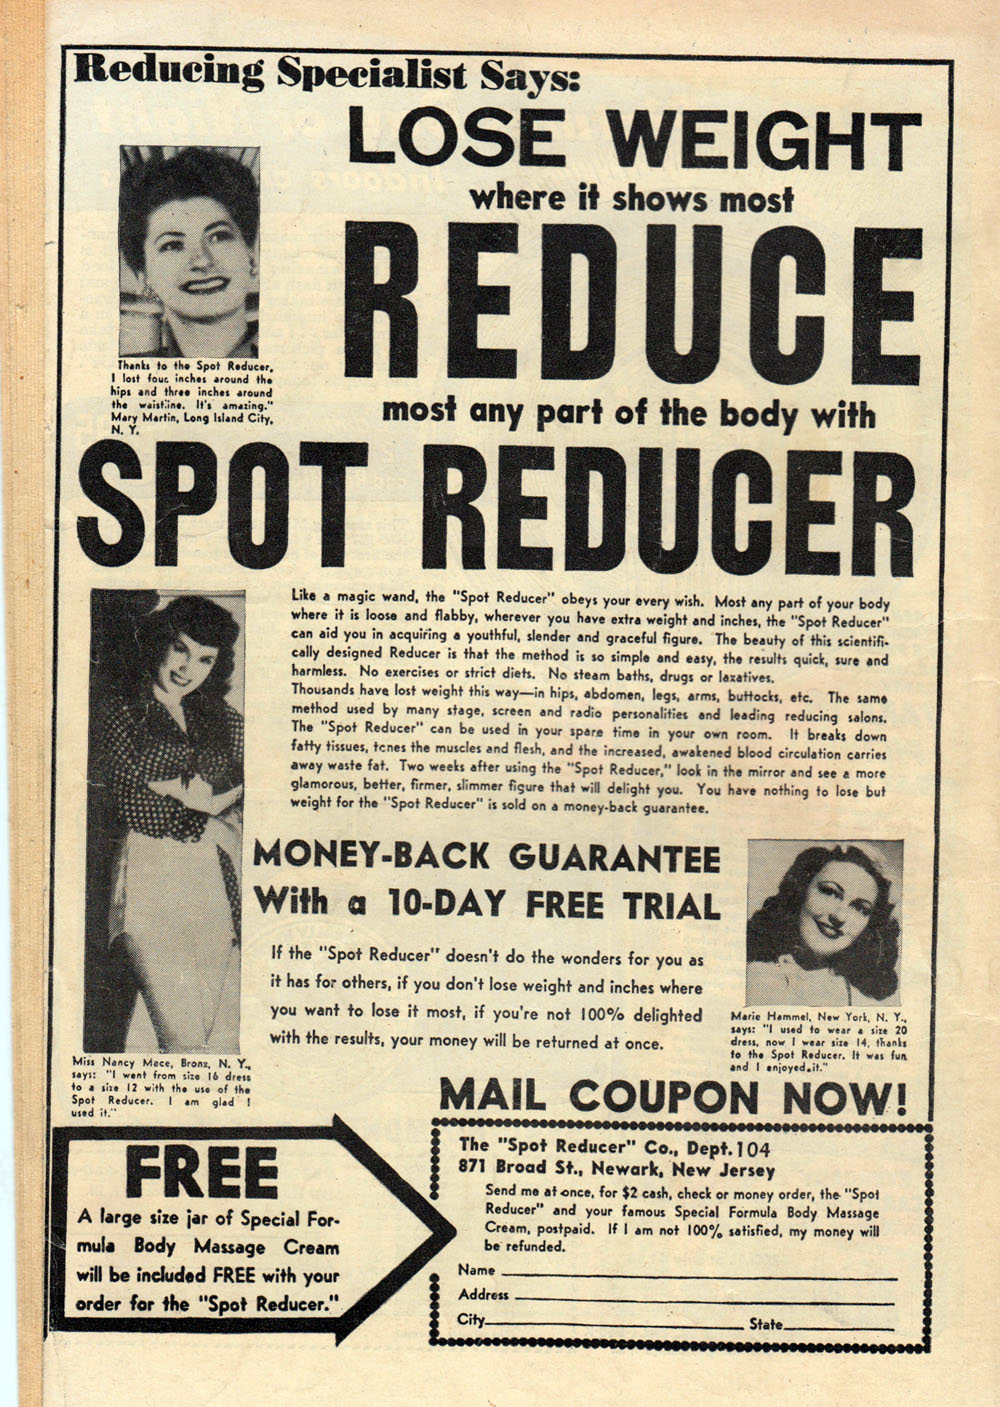 Reducing Specialist Says:
LOSE WEIGHT
where it shows most
REDUCE
most any part of the body with
SPOT REDUCER
Thanks to the Spot Reducer,
I lost four inches around the
hips and three inches around
the waistline. It's amazing."
Mary Martin, Long Island City,
N. Y.
Like a magic wand, the "Spot Reducer" obeys your every wish. Most any part of your body
where it is loose and flabby, wherever you have extra weight and inches, the "Spot Reducer"
can aid you in acquiring a youthful, slender and graceful figure. The beauty of this scientifi-
cally designed Reducer is that the method is so simple and easy, the results quick, sure and
harmless. No exercises or strict diets. No steam baths, drugs or laxatives.
Thousands have lost weight this way—in hips, abdomen, legs, arms, buttocks, etc. The same
method used by many stage, screen and radio personalities and leading reducing salons.
The "Spot Reducer" can be used in your spare time in your own room. It breaks down
fatty tissues, tones the muscles and flesh, and the increased, awakened blood circulation carries
away waste fat. Two weeks after using the "Spot Reducer," look in the mirror and see a more
glamorous, better, firmer, slimmer figure that will delight you. You have nothing to lose but
weight for the "Spot Reducer" is sold on a money-back guarantee.
MONEY-BACK GUARANTEE
With a 10-DAY FREE TRIAL
If the "Spot Reducer" doesn't do the wonders for you as
it has for others, if you don't lose weight and inches where
you want to lose it most, if you're not 100% delighted
with the results, your money will be returned at once.
Marie Hammel, New York, N. Y.,
says: "I used to wear a size 20
dress, now I wear size 14, thanks
to the Spot Reducer. It was fun
and I enjoyed it."
Miss Nancy Mace, Bronx, N. Y.,
says: "I went from size 16 dress
to a size 12 with the use of the
Spot Reducer. I am glad I
used it."
MAIL COUPON NOW!
FREE
A large size jar of Special For-
mula Body Massage Cream
will be included FREE with your
order for the "Spot Reducer."
The "Spot Reducer" Co., Dept. 104
871 Broad St., Newark, New Jersey
Send me at once, for $2 cash, check or money order, the "Spot
Reducer" and your famous Special Formula Body Massage
Cream, postpaid. If I am not 100% satisfied, my money will
be refunded.
Name
Address
City State